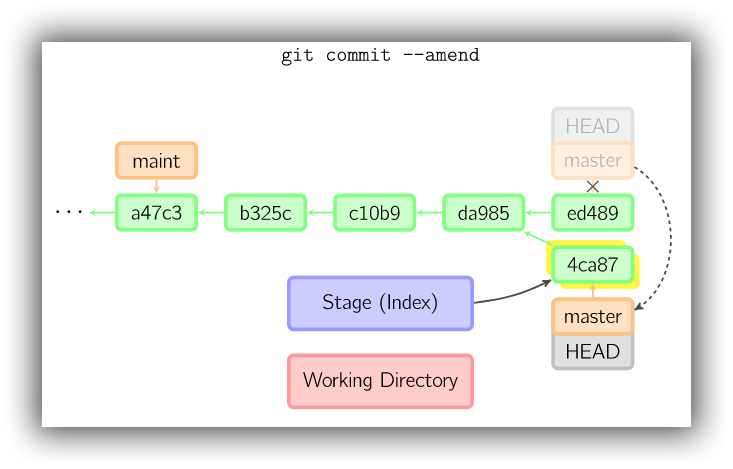 git commit --amend
HEAD
maint
master
×
...
a47c3
b325c
c10b9
da985
ed489
4ca87
Stage (Index)
master
HEAD
Working Directory